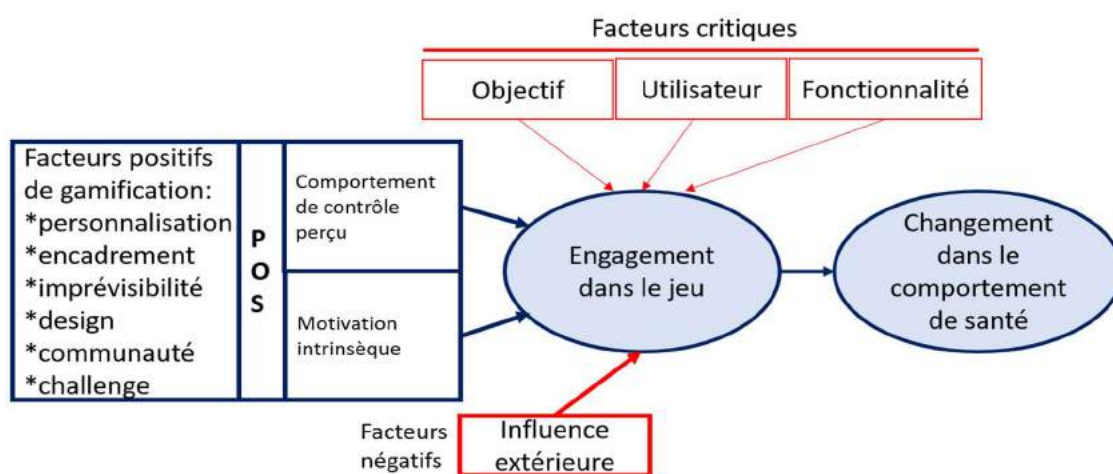 Facteurs critiques
Objectif
Utilisateur
Fonctionnalité
Facteurs positifs
de gamification:
*personnalisation
*encadrement
*imprévisibilité
*design
*communauté
*challenge
P
O
S
Comportement
de contrôle
perçu
Motivation
intrinsèque
Engagement
dans le jeu
Changement
dans le
comportement
de santé
Facteurs
négatifs
Influence
extérieure